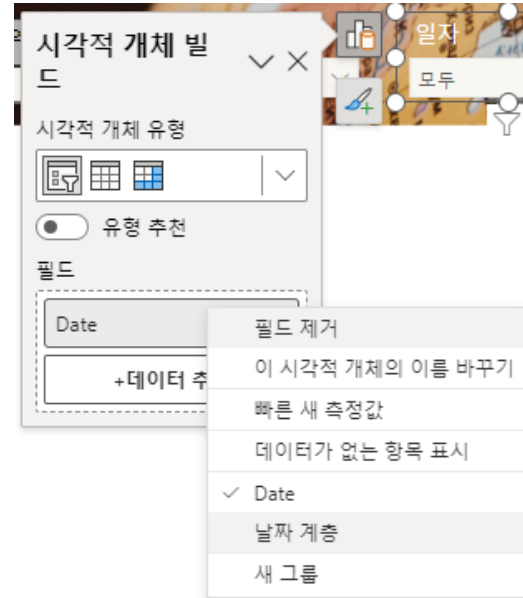 시각적 개체 빌
드
시각적 개체 유형
유형 추천
필드
Date
+데이터 추
일자
모두
필드 제거
이 시각적 개체의 이름 바꾸기
빠른 새 측정값
데이터가 없는 항목 표시
Date
날짜 계층
새 그룹